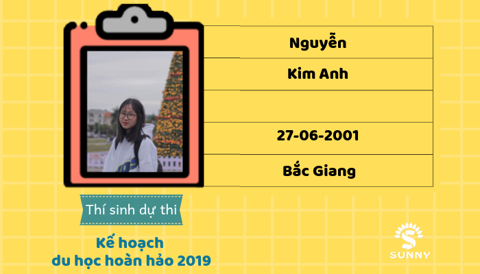 Nguyễn
Kim Anh
27-06-2001
Bắc Giang
Thí sinh dự thi
Kế hoạch
du học hoàn hảo 2019
SUNNY